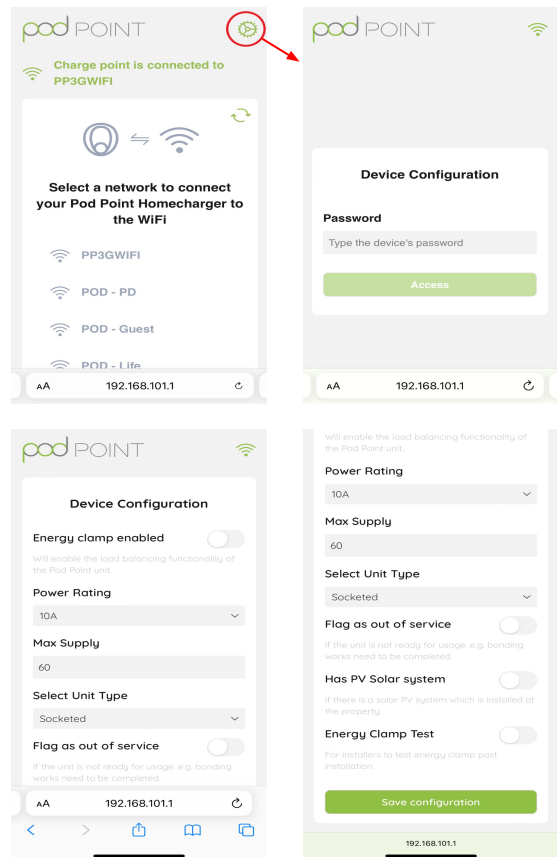 pod POINT
Charge point is connected to
PP3GWIFI
Select a network to connect
your Pod Point Homecharger to
the WiFi
PP3GWIFI
POD - PD
POD - Guest
POD - Life
AA 192.168.101.1
pod POINT
Device Configuration
Password
Type the device's password
Access
AA 192.168.101.1
pod POINT
Device Configuration
Energy clamp enabled
Will enable the load balancing functionality of
the Pod Point unit.
Power Rating
10A
Max Supply
60
Select Unit Type
Socketed
Flag as out of service
If the unit is not ready for usage. e.g. bonding
works need to be completed.
AA 192.168.101.1
Will enable the load balancing functionality of
the Pod Point unit.
Power Rating
10A
Max Supply
60
Select Unit Type
Socketed
Flag as out of service
If the unit is not ready for usage. e.g. bonding
works need to be completed.
Has PV Solar system
If there is a solar PV system which is installed at
the property.
Energy Clamp Test
For installers to test energy clamp past
installation.
Save configuration
192.168.101.1